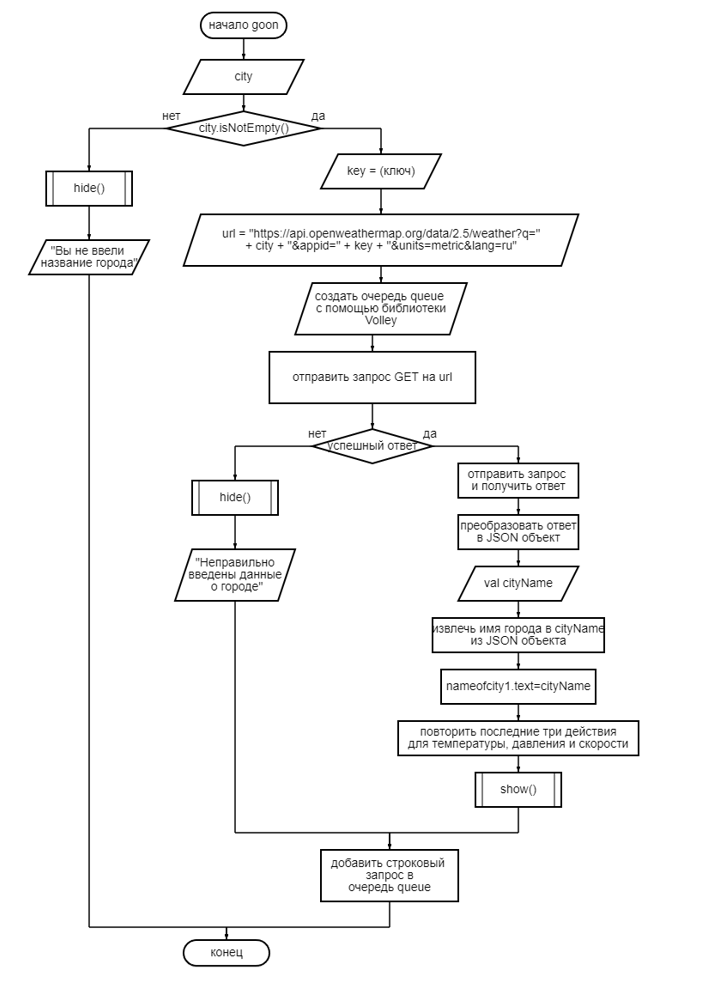 начало goon
city
нет
да
city.isNotEmpty()
hide()
"Вы не ввели
название города"
key = (ключ)
url = "https://api.openweathermap.org/data/2.5/weather?q="
+ city + "&appid=" + key + "&units=metric&lang=ru"
создать очередь queue
с помощью библиотеки
Volley
отправить запрос GET на url
нет
да
успешный ответ
hide()
"Неправильно
введены данные
о городе"
отправить запрос
и получить ответ
преобразовать ответ
в JSON объект
val cityName
извлечь имя города в cityName
из JSON объекта
nameofcity1.text=cityName
повторить последние три действия
для температуры, давления и скорости
show()
добавить строковый
запрос в
очередь queue
конец